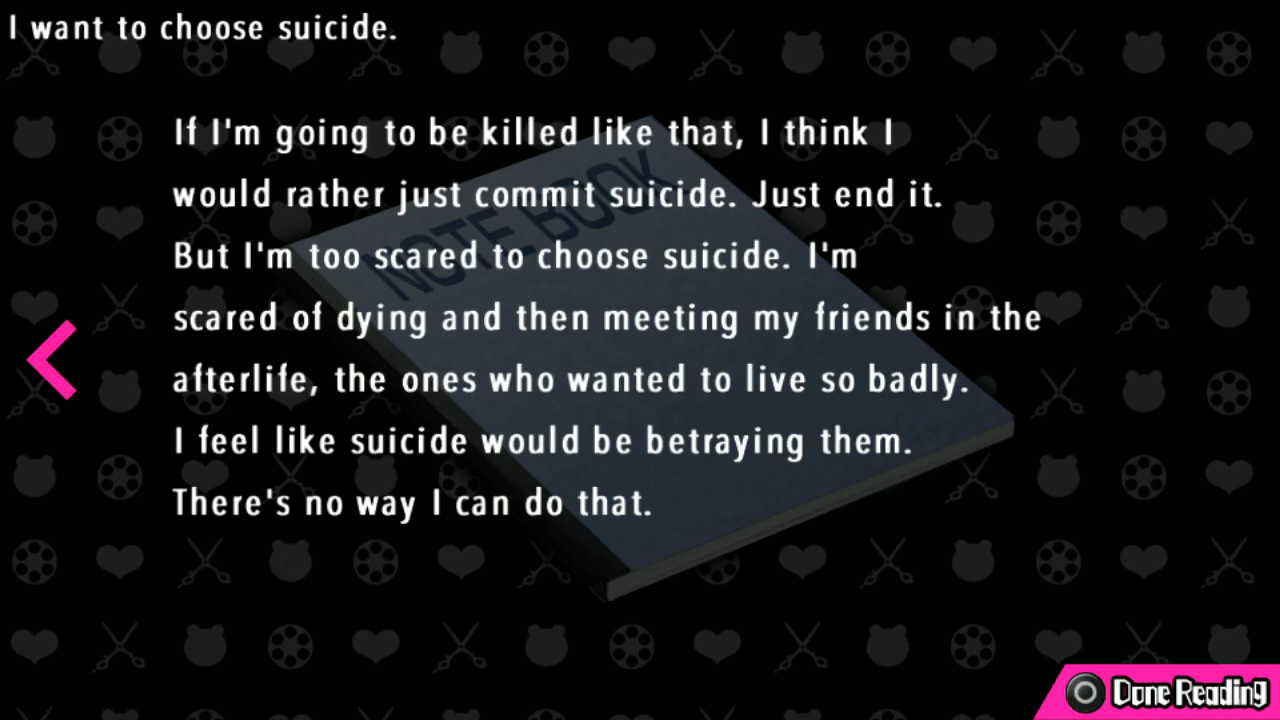 I want to choose suicide.
If I'm going to be killed like that, I think I
would rather just commit suicide. Just end it.
But I'm too scared to choose suicide. I'm
scared of dying and then meeting my friends in the
afterlife, the ones who wanted to live so badly.
I feel like suicide would be betraying them.
There's no way I can do that.
NOTE BOOK
Done Reading